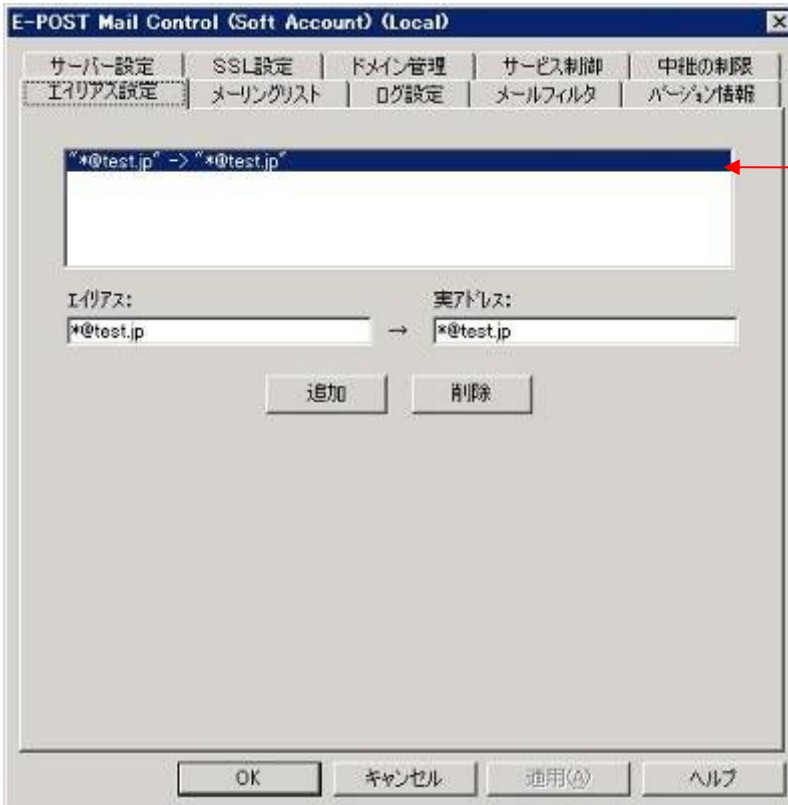 E-POST Mail Control (Soft Account) (Local)
サーバー設定 SSL設定 ドメイン管理 サービス制御 中継の制限
エイリアス設定 メーリングリスト ログ設定 メールフィルタ バージョン情報
"*@test.jp" -> "*@test.jp"
エイリアス: 実アドレス:
*@test.jp → *@test.jp
追加 削除
OK キャンセル 適用(A) ヘルプ